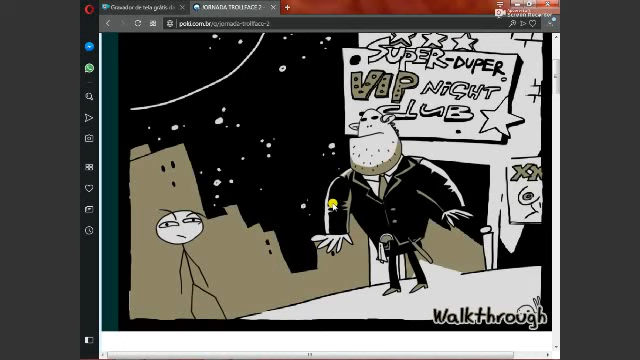 Gravador de tela grátis d
JORNADA TROLLFACE 2 -
poki.com.br/g/jornada-trollface-2
Screen Recorder
SUPER-DUPER
VIP NIGHT
CLUB
XX
Walkthrough